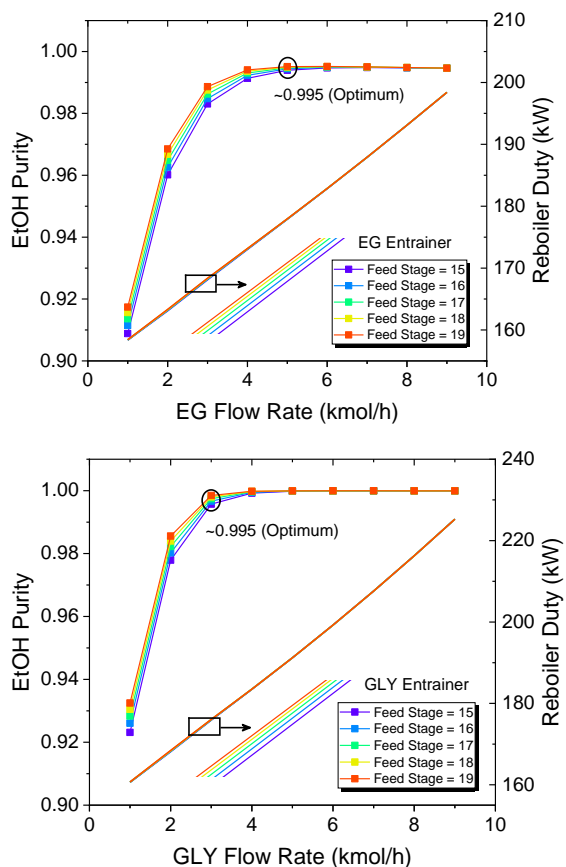 210
1.00
200
0.98
~0.995 (Optimum)
190
0.96
180
0.94
EG Entrainer
170
Feed Stage = 15
Feed Stage = 16
0.92
Feed Stage = 17
Feed Stage = 18
160
Feed Stage = 19
0.90
0 2 4 6 8 10
EG Flow Rate (kmol/h)
EtOH Purity
Reboiler Duty (kW)
240
1.00
220
0.98
~0.995 (Optimum)
0.96
200
0.94
GLY Entrainer
180
Feed Stage = 15
Feed Stage = 16
0.92
Feed Stage = 17
Feed Stage = 18
160
Feed Stage = 19
0.90
0 2 4 6 8 10
GLY Flow Rate (kmol/h)
EtOH Purity
Reboiler Duty (kW)